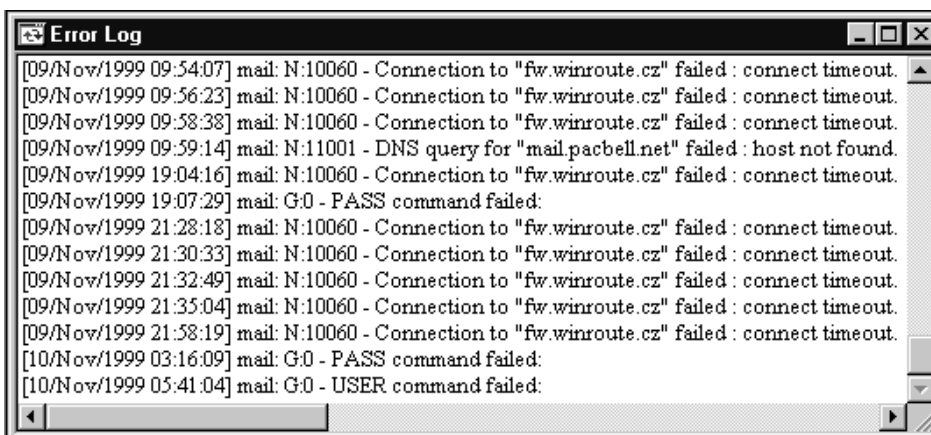 Error Log
[09/Nov/1999 09:54:07] mail: N:10060 - Connection to "fw.winroute.cz" failed : connect timeout.
[09/Nov/1999 09:56:23] mail: N:10060 - Connection to "fw.winroute.cz" failed : connect timeout.
[09/Nov/1999 09:58:38] mail: N:10060 - Connection to "fw.winroute.cz" failed : connect timeout.
[09/Nov/1999 09:59:14] mail: N:11001 - DNS query for "mail.pacbell.net" failed : host not found.
[09/Nov/1999 19:04:16] mail: N:10060 - Connection to "fw.winroute.cz" failed : connect timeout.
[09/Nov/1999 19:07:29] mail: G:0 - PASS command failed:
[09/Nov/1999 21:28:18] mail: N:10060 - Connection to "fw.winroute.cz" failed : connect timeout.
[09/Nov/1999 21:30:33] mail: N:10060 - Connection to "fw.winroute.cz" failed : connect timeout.
[09/Nov/1999 21:32:49] mail: N:10060 - Connection to "fw.winroute.cz" failed : connect timeout.
[09/Nov/1999 21:35:04] mail: N:10060 - Connection to "fw.winroute.cz" failed : connect timeout.
[09/Nov/1999 21:58:19] mail: N:10060 - Connection to "fw.winroute.cz" failed : connect timeout.
[10/Nov/1999 03:16:09] mail: G:0 - PASS command failed:
[10/Nov/1999 05:41:04] mail: G:0 - USER command failed: